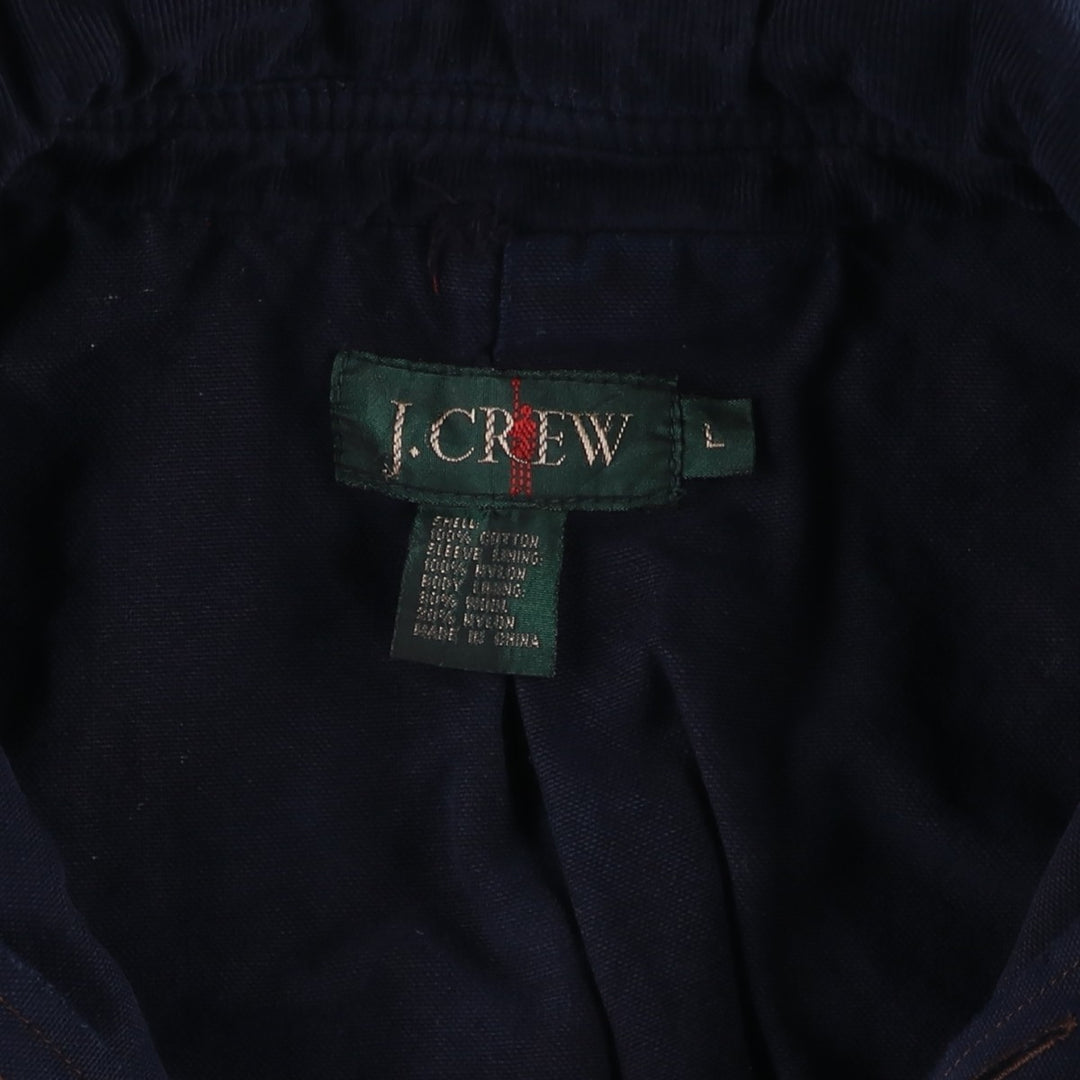 J.CREW
L
SHELL:
100% COTTON
SLEEVE LINING:
100% NYLON
BODY LINING:
80% WOOL
20% NYLON
MADE IN CHINA